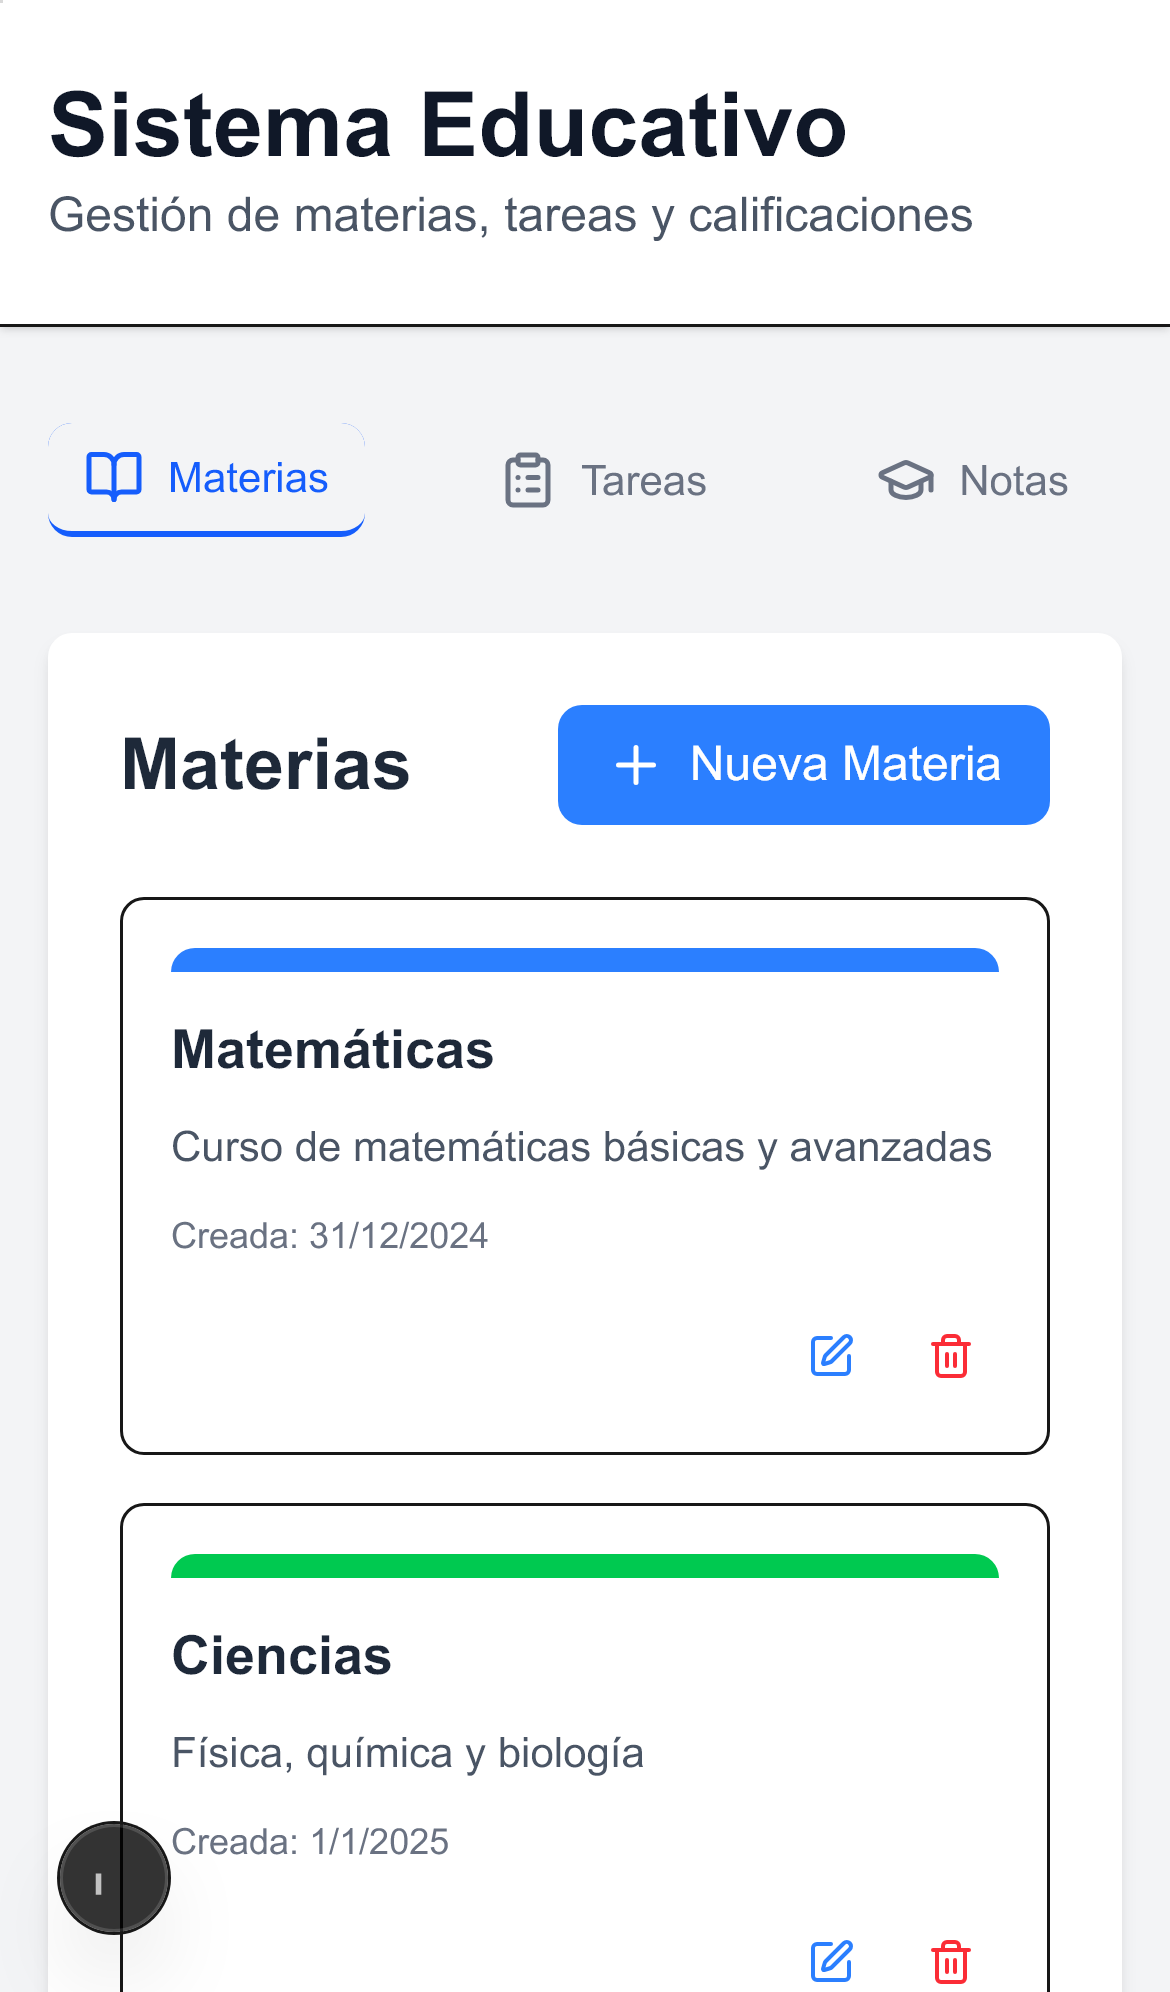 Sistema Educativo
Gestión de materias, tareas y calificaciones
Materias
Tareas
Notas
Materias
Nueva Materia
Matemáticas
Curso de matemáticas básicas y avanzadas
Creada: 31/12/2024
Ciencias
Física, química y biología
Creada: 1/1/2025